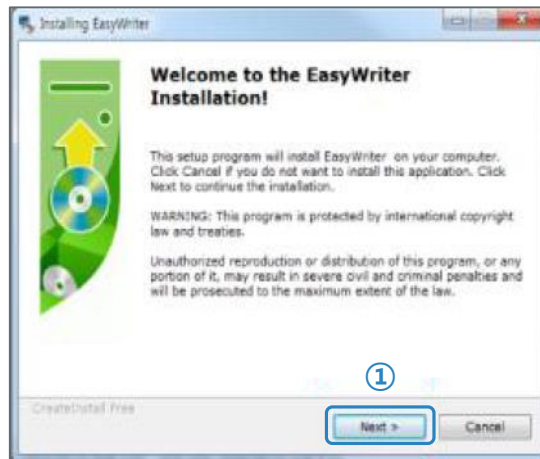 Installing EasyWriter
Welcome to the EasyWriter
Installation!
This setup program will install EasyWriter on your computer.
Click Cancel if you do not want to install this application. Click
Next to continue the installation.
WARNING: This program is protected by international copyright
law and treaties.
Unauthorized reproduction or distribution of this program, or any
portion of it, may result in severe civil and criminal penalties and
will be prosecuted to the maximum extent of the law.
①
CreateInstall Free
Next > Cancel